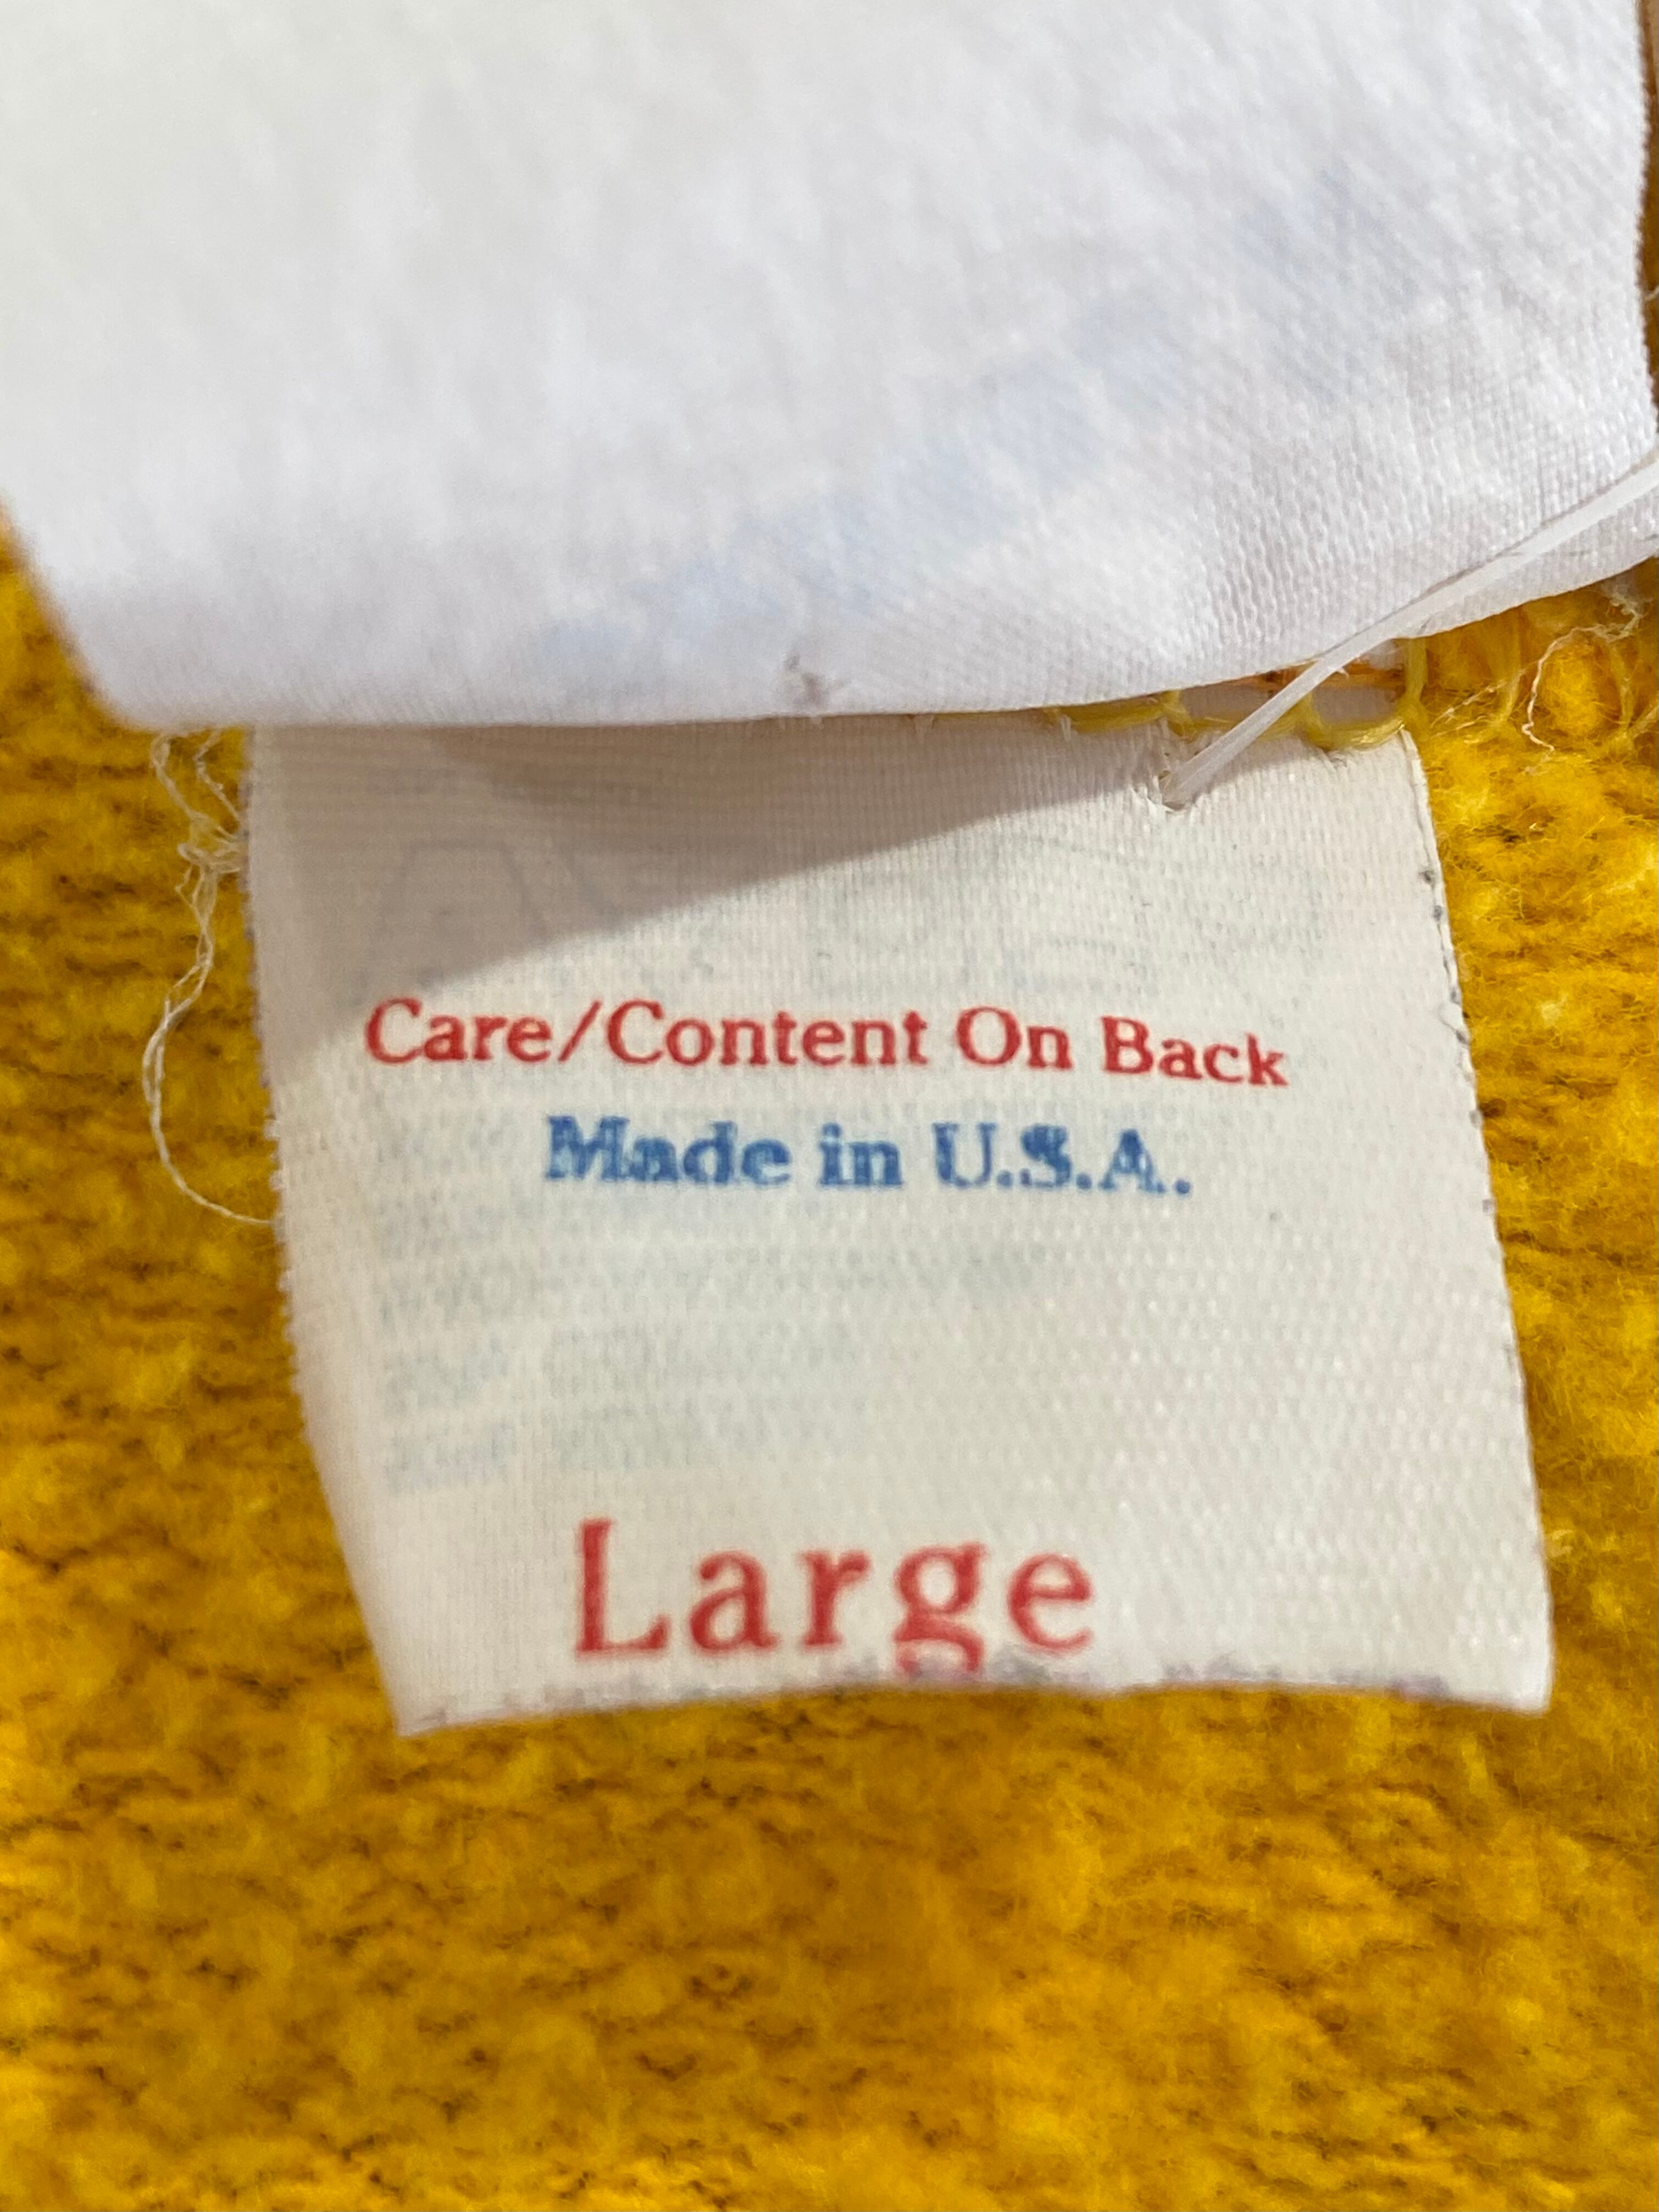 Care/Content On Back
Made in U.S.A.
Large